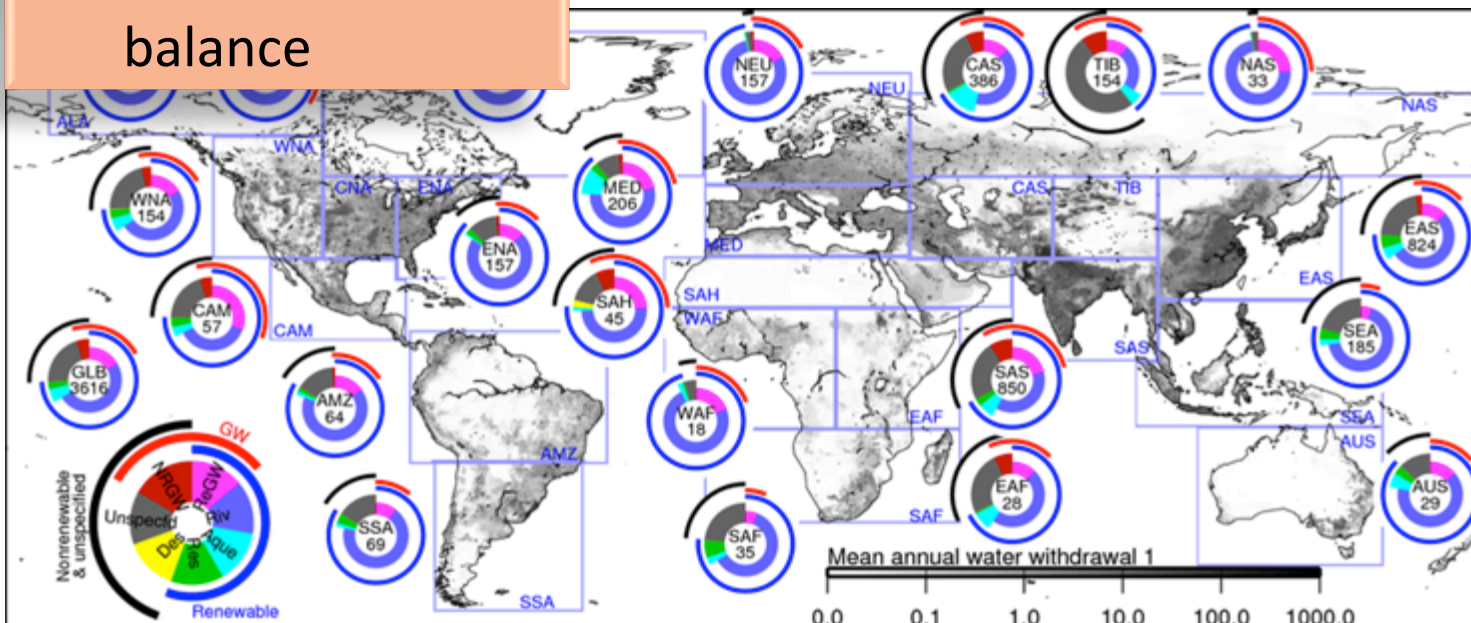 balance
NEU
157
CAS
386
TIB
154
NAS
33
NEU
NAS
ALA
WNA
CNA
ENA
CAS
TIB
WNA
154
MED
206
ENA
157
EAS
824
MED
EAS
CAM
57
SAH
45
SAH
WAF
SEA
185
CAM
SAS
GLB
3616
SAS
850
AMZ
64
WAF
18
EAF
SEA
AUS
AMZ
EAF
28
AUS
29
SSA
69
SAF
35
SAF
SSA
GW
NRGW
ReGW
Riv
Aque
Res
Des
Unspecfd
Nonrenewable
& unspecified
Renewable
Mean annual water withdrawal 1
0.0 0.1 1.0 10.0 100.0 1000.0